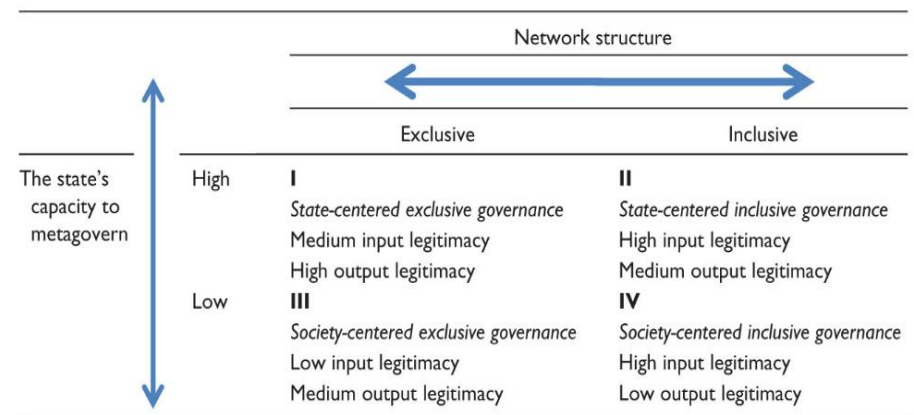 Network structure
Exclusive Inclusive
The state's High I II
capacity to State-centered exclusive governance State-centered inclusive governance
metagovern Medium input legitimacy High input legitimacy
High output legitimacy Medium output legitimacy
Low III IV
Society-centered exclusive governance Society-centered inclusive governance
Low input legitimacy High input legitimacy
Medium output legitimacy Low output legitimacy